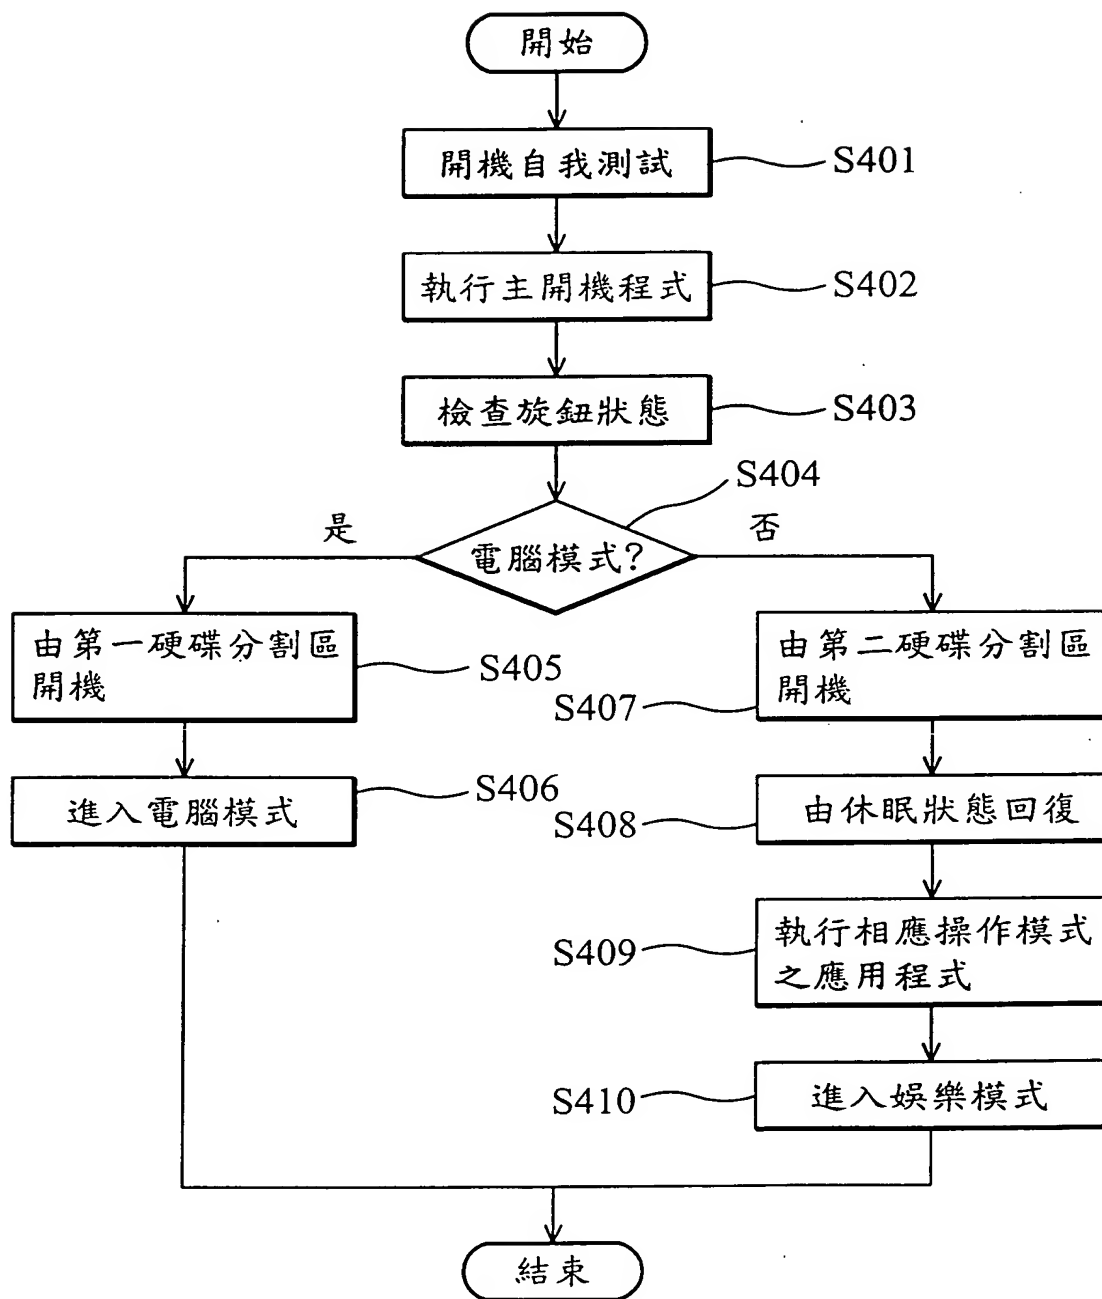 開始
開機自我測試
S401
執行主開機程式
S402
檢查旋鈕狀態
S403
S404
電腦模式?
是
否
由第一硬碟分割區
開機
S405
進入電腦模式
S406
由第二硬碟分割區
開機
S407
由休眠狀態回復
S408
執行相應操作模式
之應用程式
S409
進入娛樂模式
S410
結束